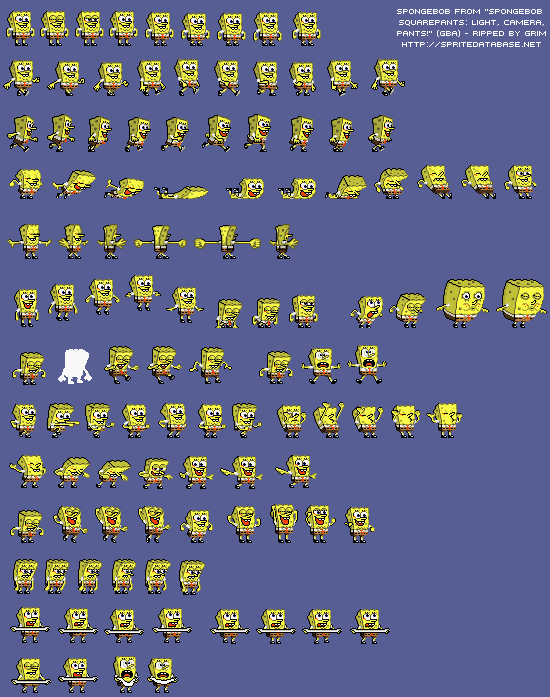 SPONGEBOB FROM "SPONGEBOB
SQUAREPANTS: LIGHT, CAMERA,
PANTS!" (GBA) - RIPPED BY GRIM
HTTP://SPRITEDATABASE.NET